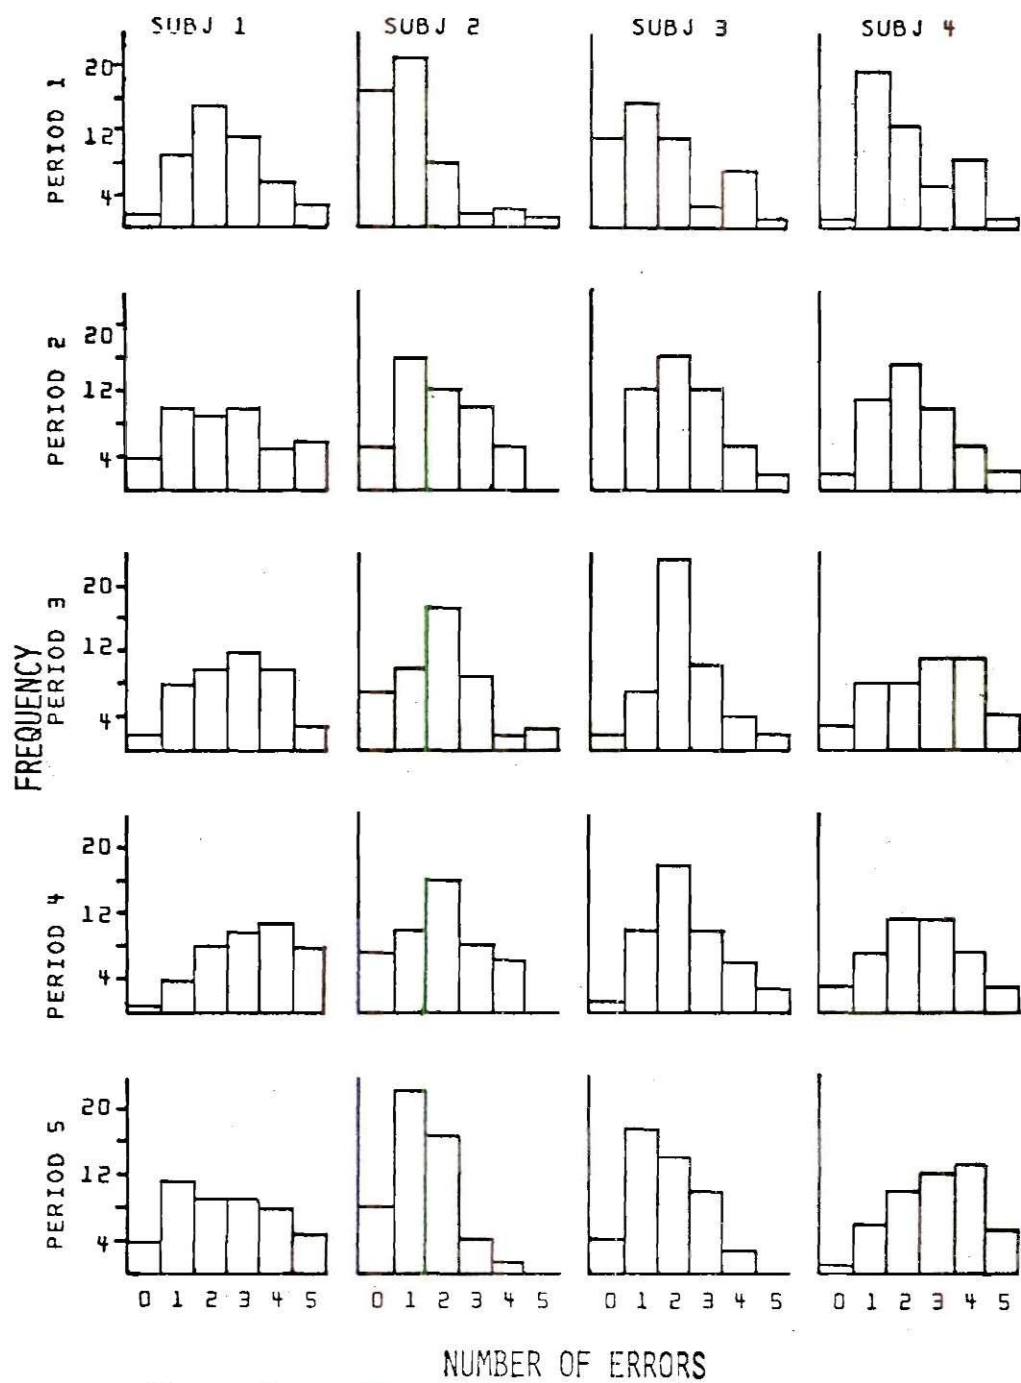 SUBJ 1 SUBJ 2 SUBJ 3 SUBJ 4
PERIOD 1
20
12
4
PERIOD 2
20
12
4
FREQUENCY
PERIOD 3
20
12
4
PERIOD 4
20
12
4
PERIOD 5
20
12
4
0 1 2 3 4 5 0 1 2 3 4 5 0 1 2 3 4 5 0 1 2 3 4 5
NUMBER OF ERRORS